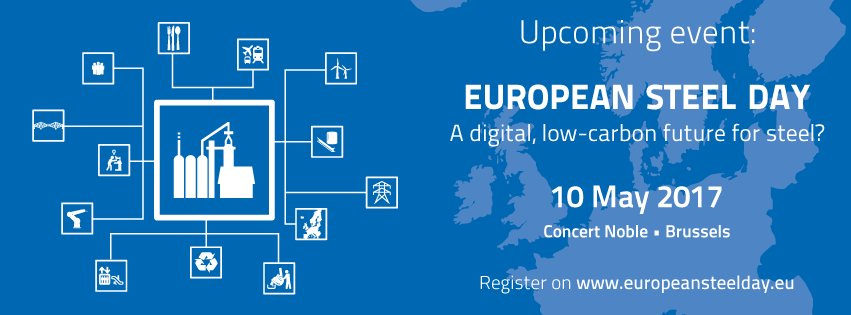 Upcoming event:
EUROPEAN STEEL DAY
A digital, low-carbon future for steel?
10 May 2017
Concert Noble • Brussels
Register on www.europeansteelday.eu